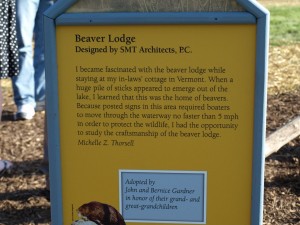 Beaver Lodge
Designed by SMT Architects, P.C.
I became fascinated with the beaver lodge while
staying at my in-laws' cottage in Vermont. When a
huge pile of sticks appeared to emerge out of the
lake, I learned that this was the home of beavers.
Because posted signs in this area required boaters
to move through the waterway no faster than 5 mph
in order to protect the wildlife, I had the opportunity
to study the craftsmanship of the beaver lodge.
Michelle Z. Thorsell
Adopted by
John and Bernice Gardner
in honor of their grand- and
great-grandchildren